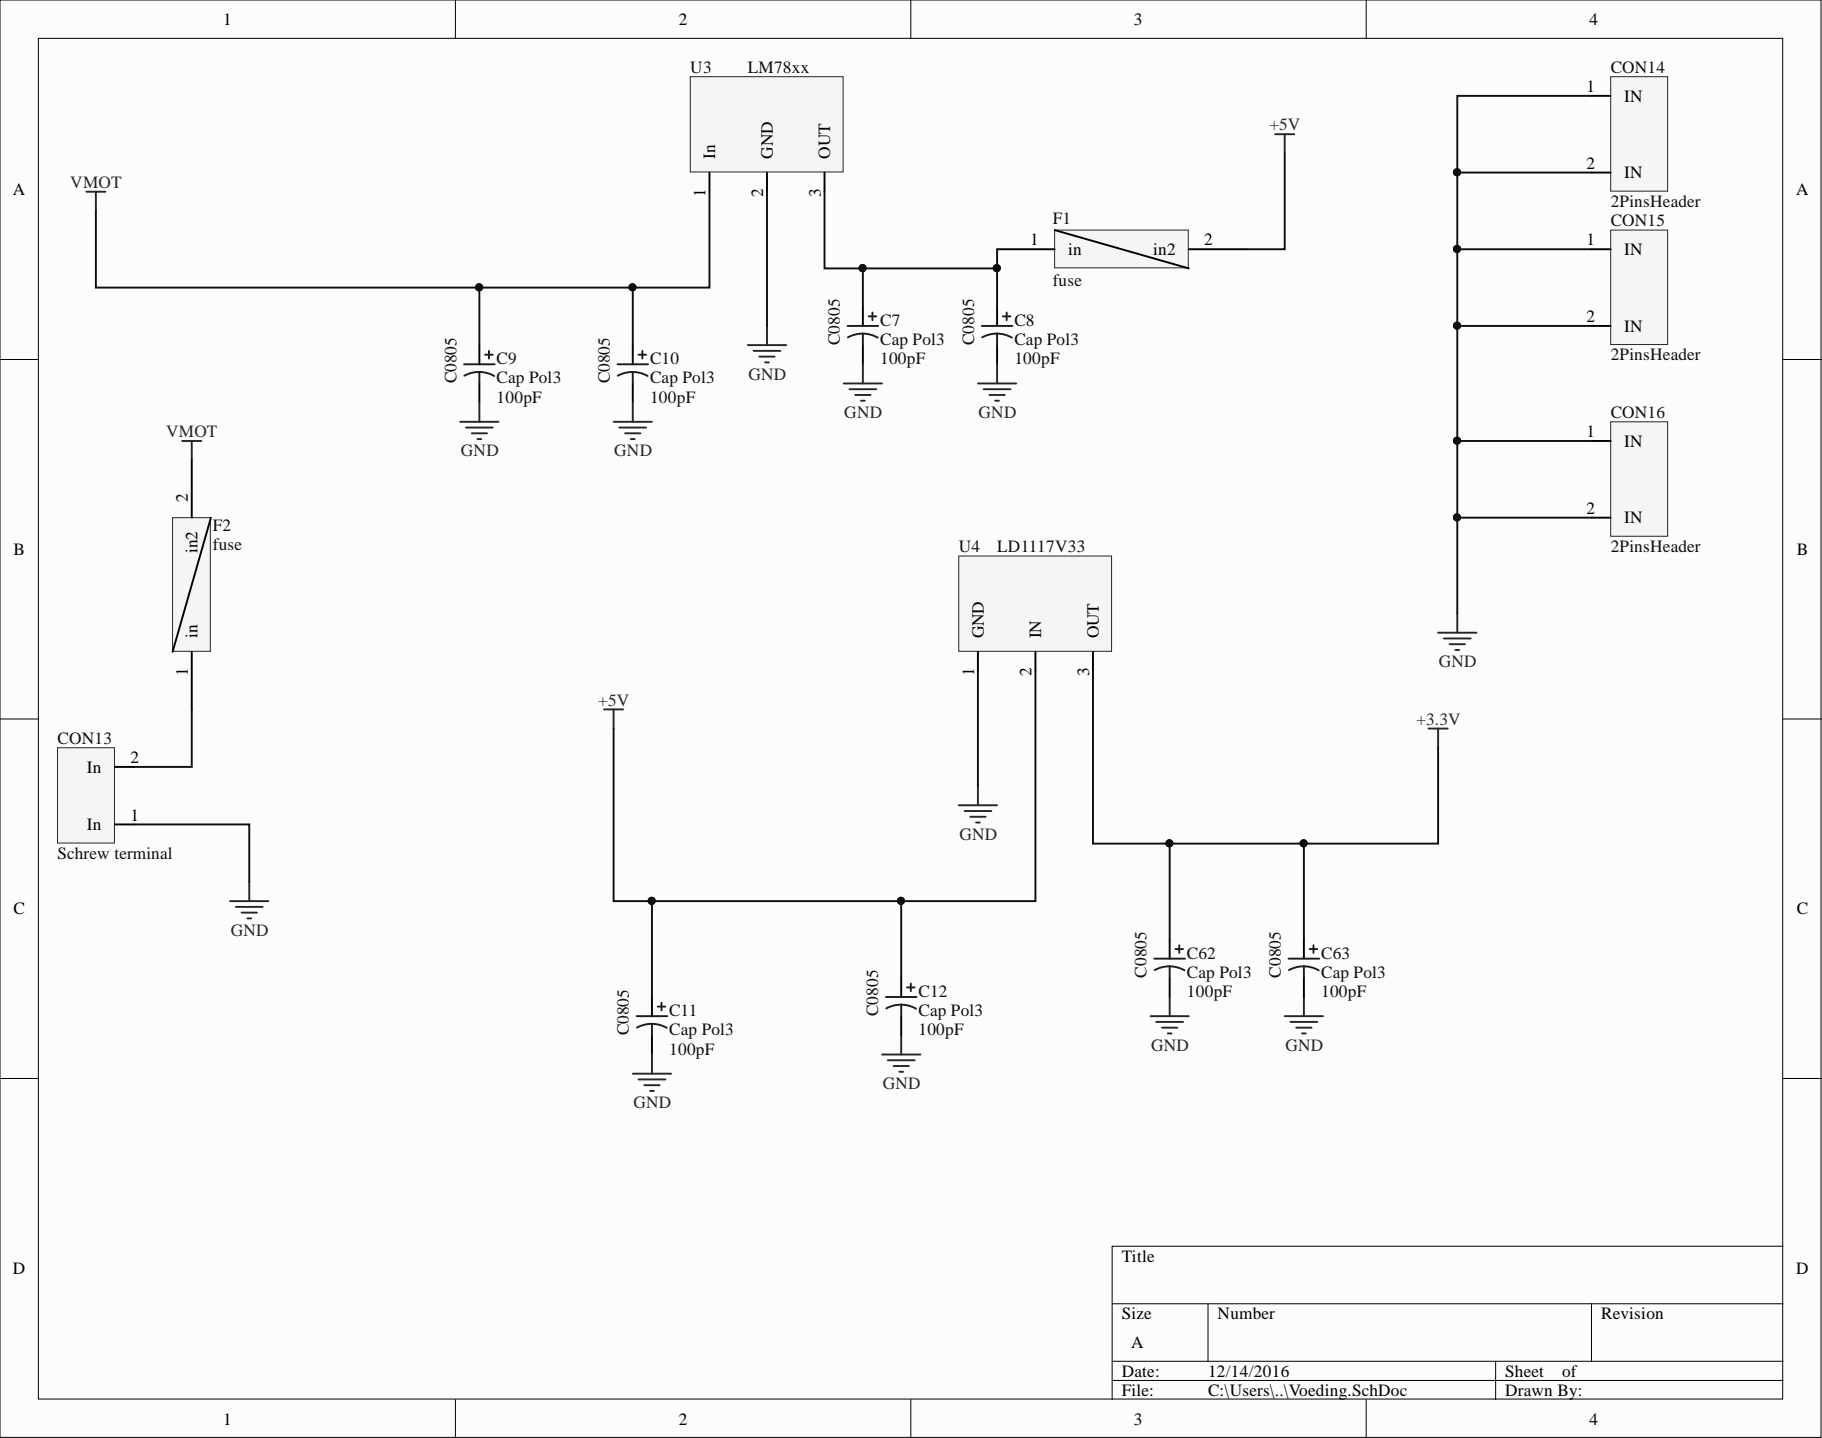 1 2 3 4
A
B
C
D
A
B
C
D
U3 LM78xx
In
GND
OUT
1
2
3
VMOT
C0805
C9
Cap Pol3
100pF
GND
C0805
C10
Cap Pol3
100pF
GND
GND
C0805
C7
Cap Pol3
100pF
GND
C0805
C8
Cap Pol3
100pF
GND
F1
1 in in2 2
fuse
+5V
CON14
1 IN
2 IN
2PinsHeader
CON15
1 IN
2 IN
2PinsHeader
CON16
1 IN
2 IN
2PinsHeader
GND
VMOT
2
in2
F2
fuse
in
1
CON13
In 2
In 1
Schrew terminal
GND
U4 LD1117V33
GND
IN
OUT
1
2
3
+5V
GND
C0805
C11
Cap Pol3
100pF
GND
C0805
C12
Cap Pol3
100pF
GND
+3.3V
C0805
C62
Cap Pol3
100pF
GND
C0805
C63
Cap Pol3
100pF
GND
Title
Size Number Revision
A
Date: 12/14/2016 Sheet of
File: C:\Users\..\Voeding.SchDoc Drawn By:
1 2 3 4